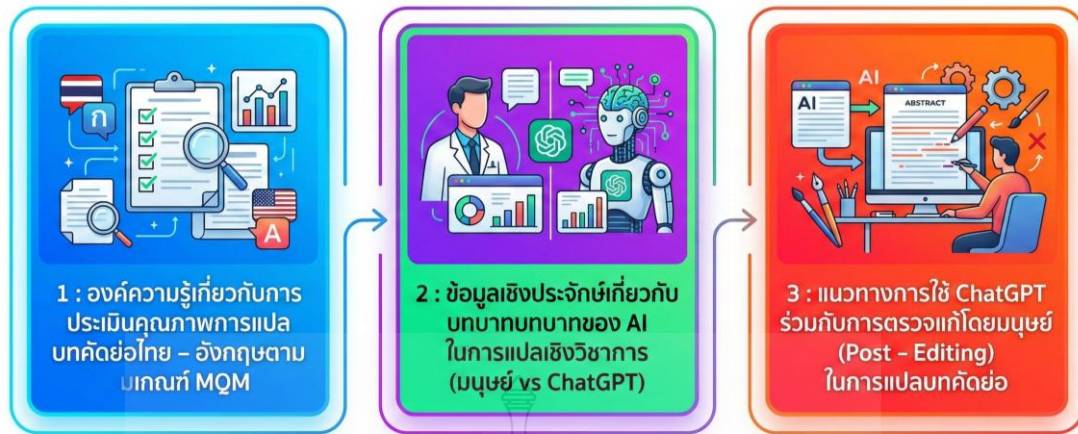 ก
A
AI
AI
ABSTRACT
1 : องค์ความรู้เกี่ยวกับการ
ประเมินคุณภาพการแปล
บทคัดย่อไทย – อังกฤษตาม
มเกณฑ์ MQM
2 : ข้อมูลเชิงประจักษ์เกี่ยวกับ
บทบาทบทบาทของ AI
ในการแปลเชิงวิชาการ
(มนุษย์ vs ChatGPT)
3 : แนวทางการใช้ ChatGPT
ร่วมกับการตรวจแก้โดยมนุษย์
(Post – Editing)
ในการแปลบทคัดย่อ